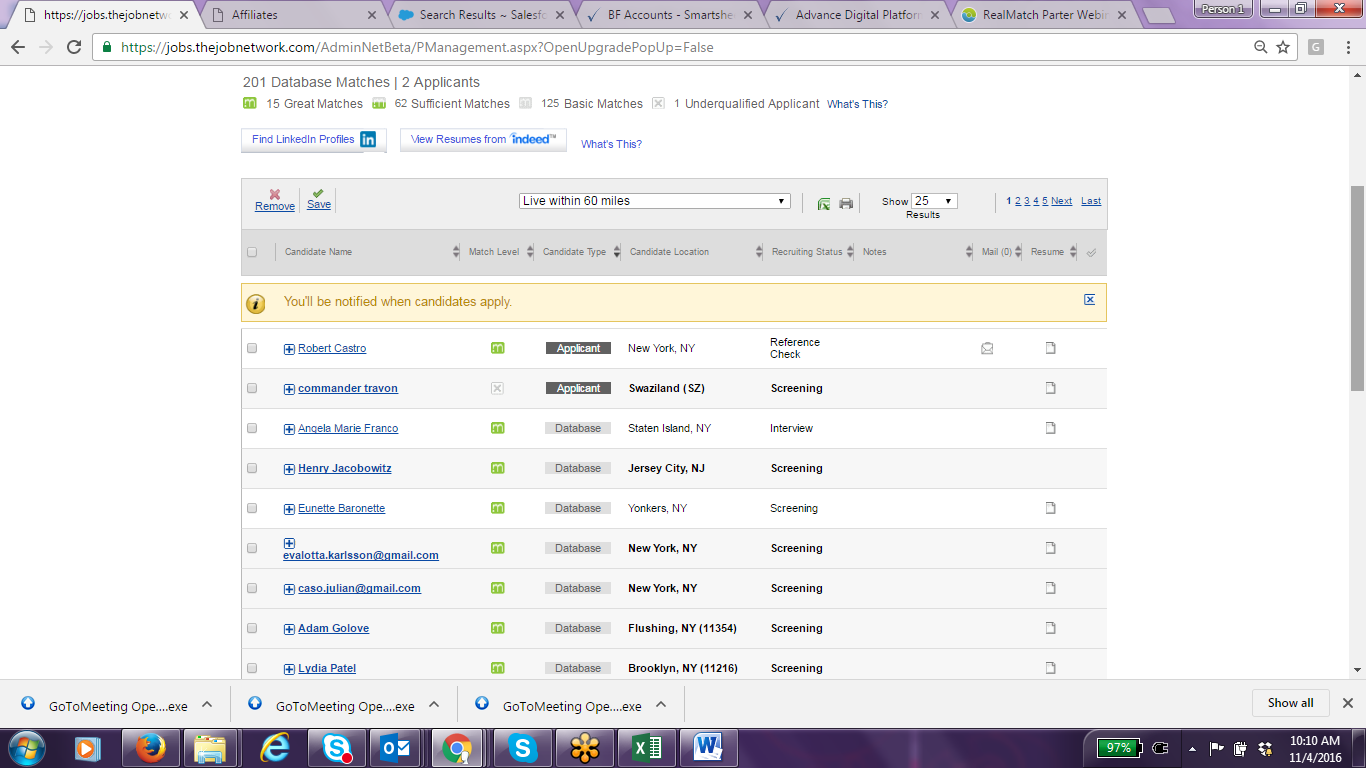 https://jobs.thejobnetwo
Affiliates
Search Results ~ Salesfo
BF Accounts - Smartshe
Advance Digital Platfor
RealMatch Parter Webi
Person 1
https://jobs.thejobnetwork.com/AdminNetBeta/PManagement.aspx?OpenUpgradePopUp=False
G
201 Database Matches | 2 Applicants
15 Great Matches 62 Sufficient Matches 125 Basic Matches 1 Underqualified Applicant What's This?
Find LinkedIn Profiles in View Resumes from indeed™ What's This?
Remove Save Live within 60 miles Show 25 Results 1 2 3 4 5 Next Last
Candidate Name Match Level Candidate Type Candidate Location Recruiting Status Notes Mail (0) Resume
You'll be notified when candidates apply.
Robert Castro Applicant New York, NY Reference Check
commander travon Applicant Swaziland (SZ) Screening
Angela Marie Franco Database Staten Island, NY Interview
Henry Jacobowitz Database Jersey City, NJ Screening
Eunette Baronette Database Yonkers, NY Screening
evalotta.karlsson@gmail.com Database New York, NY Screening
caso.julian@gmail.com Database New York, NY Screening
Adam Golove Database Flushing, NY (11354) Screening
Lydia Patel Database Brooklyn, NY (11216) Screening
GoToMeeting Ope....exe GoToMeeting Ope....exe GoToMeeting Ope....exe Show all
97% 10:10 AM
11/4/2016